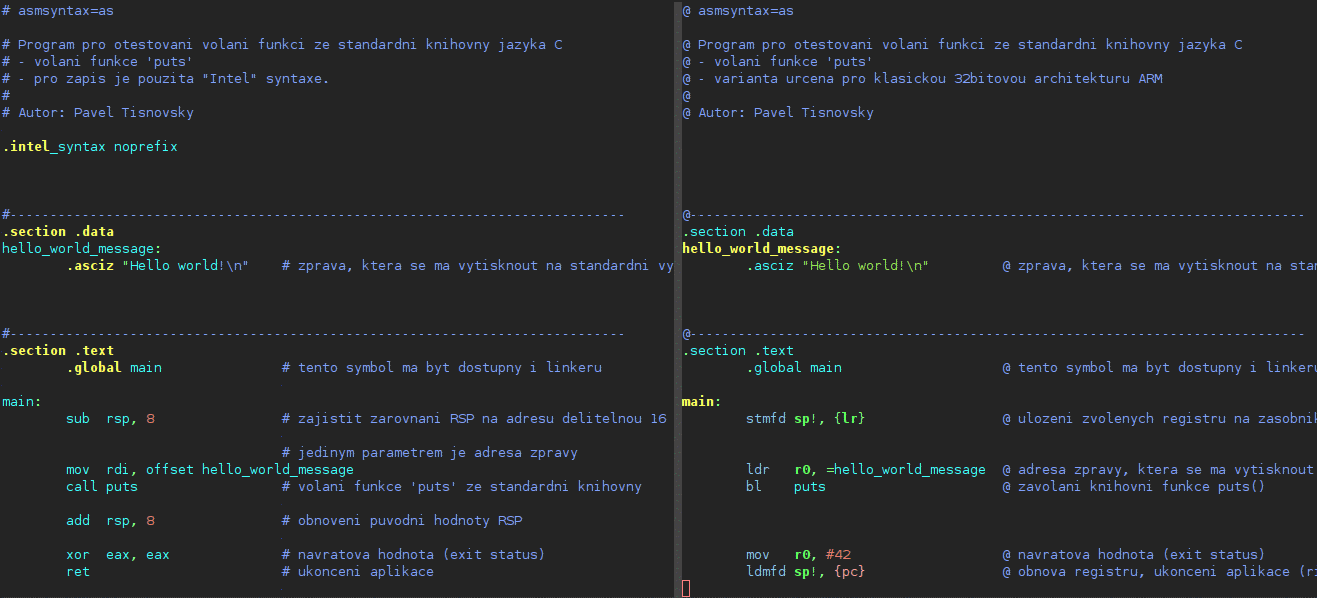 # asmsyntax=as
# Program pro otestovani volani funkci ze standardni knihovny jazyka C
# - volani funkce 'puts'
# - pro zapis je pouzita "Intel" syntaxe.
#
# Autor: Pavel Tisnovsky
.intel_syntax noprefix
#-----------------------------------------------------------------------------
.section .data
hello_world_message:
        .asciz "Hello world!\n"    # zprava, ktera se ma vytisknout na standardni vy
#-----------------------------------------------------------------------------
.section .text
        .global main               # tento symbol ma byt dostupny i linkeru
main:
        sub  rsp, 8                # zajistit zarovnani RSP na adresu delitelnou 16
                                   # jedinym parametrem je adresa zpravy
        mov  rdi, offset hello_world_message
        call puts                  # volani funkce 'puts' ze standardni knihovny
        add  rsp, 8                # obnoveni puvodni hodnoty RSP
        xor  eax, eax              # navratova hodnota (exit status)
        ret                        # ukonceni aplikace
@ asmsyntax=as
@ Program pro otestovani volani funkci ze standardni knihovny jazyka C
@ - volani funkce 'puts'
@ - varianta urcena pro klasickou 32bitovou architekturu ARM
@
@ Autor: Pavel Tisnovsky
@-----------------------------------------------------------------------------
.section .data
hello_world_message:
        .asciz "Hello world!\n"         @ zprava, ktera se ma vytisknout na stan
@-----------------------------------------------------------------------------
.section .text
        .global main                    @ tento symbol ma byt dostupny i linkeru
main:
        stmfd sp!, {lr}                 @ ulozeni zvolenych registru na zasobnik
        ldr   r0, =hello_world_message  @ adresa zpravy, ktera se ma vytisknout
        bl    puts                      @ zavolani knihovni funkce puts()
        mov   r0, #42                   @ navratova hodnota (exit status)
        ldmfd sp!, {pc}                 @ obnova registru, ukonceni aplikace (ri